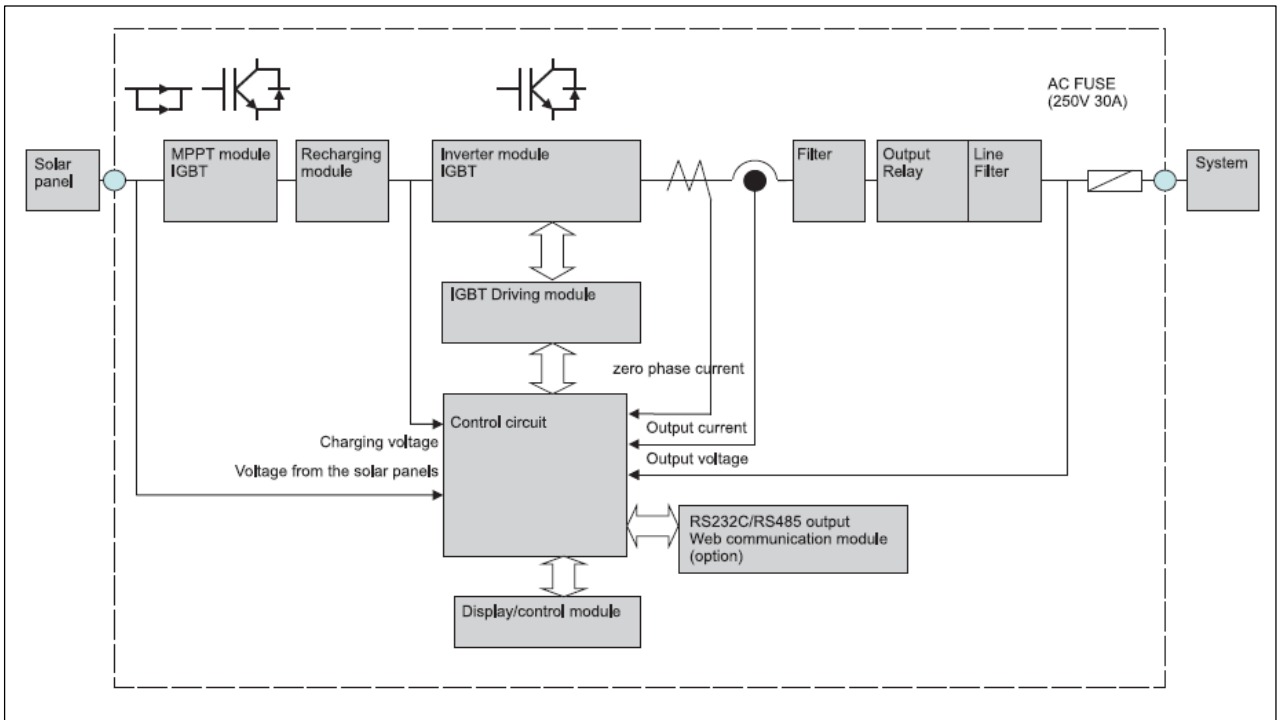 AC FUSE
(250V 30A)
Solar
panel
MPPT module
IGBT
Recharging
module
Inverter module
IGBT
Filter
Output
Relay
Line
Filter
System
IGBT Driving module
zero phase current
Control circuit
Charging voltage
Output current
Voltage from the solar panels
Output voltage
RS232C/RS485 output
Web communication module
(option)
Display/control module